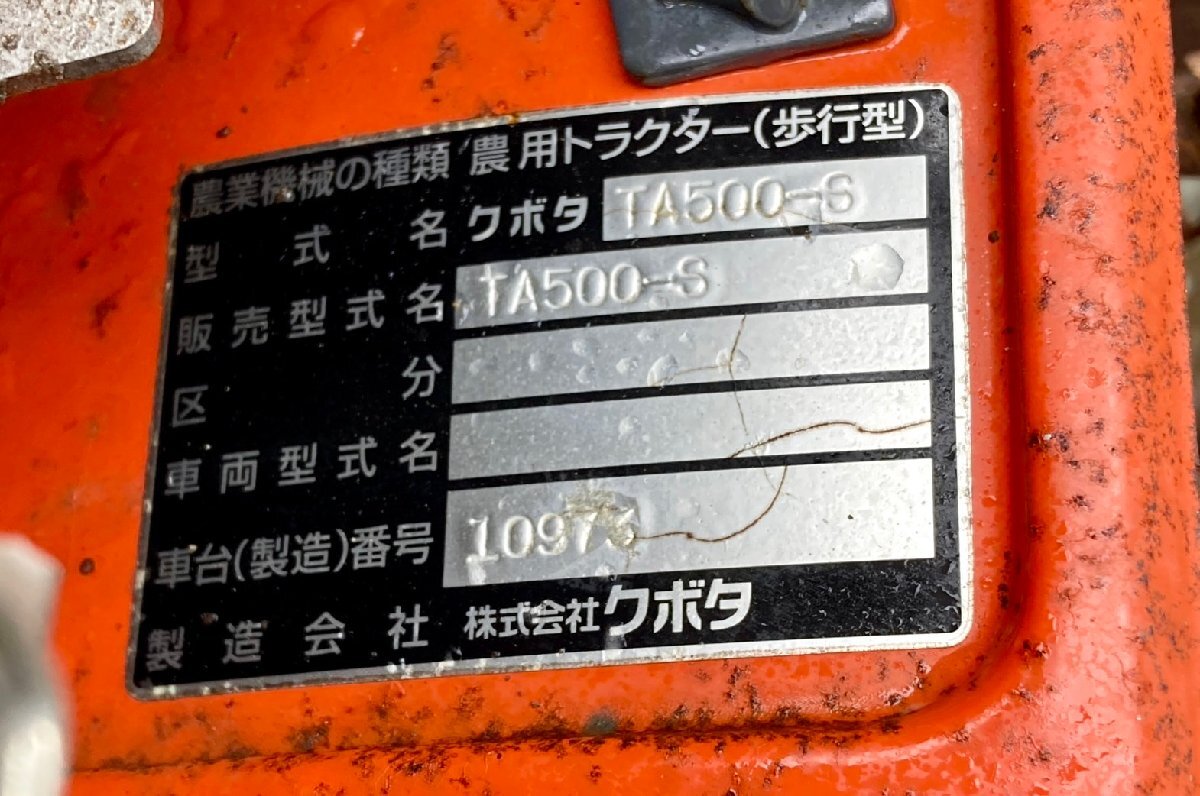 農業機械の種類 農用トラクター(歩行型)
型式名 クボタ TA500-S
販売型式名 TA500-S
区分
車両型式名
車台(製造)番号
製造会社 株式会社クボタ